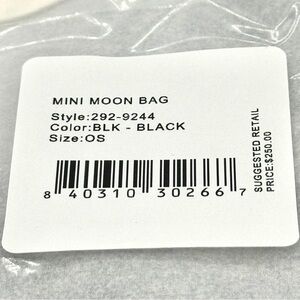 MINI MOON BAG
Style:292-9244
Color:BLK - BLACK
Size:OS
8 40310 30266 7
SUGGESTED RETAIL
PRICE:$250.00